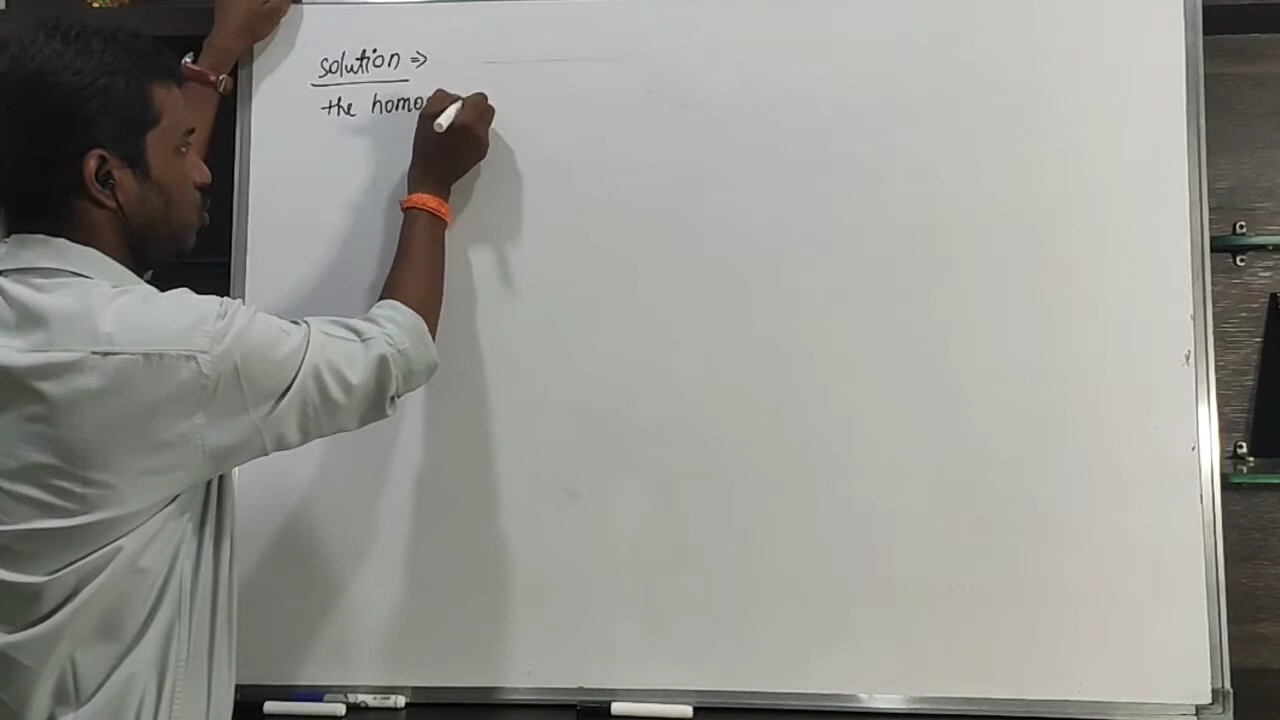 solution ⇒
the homo